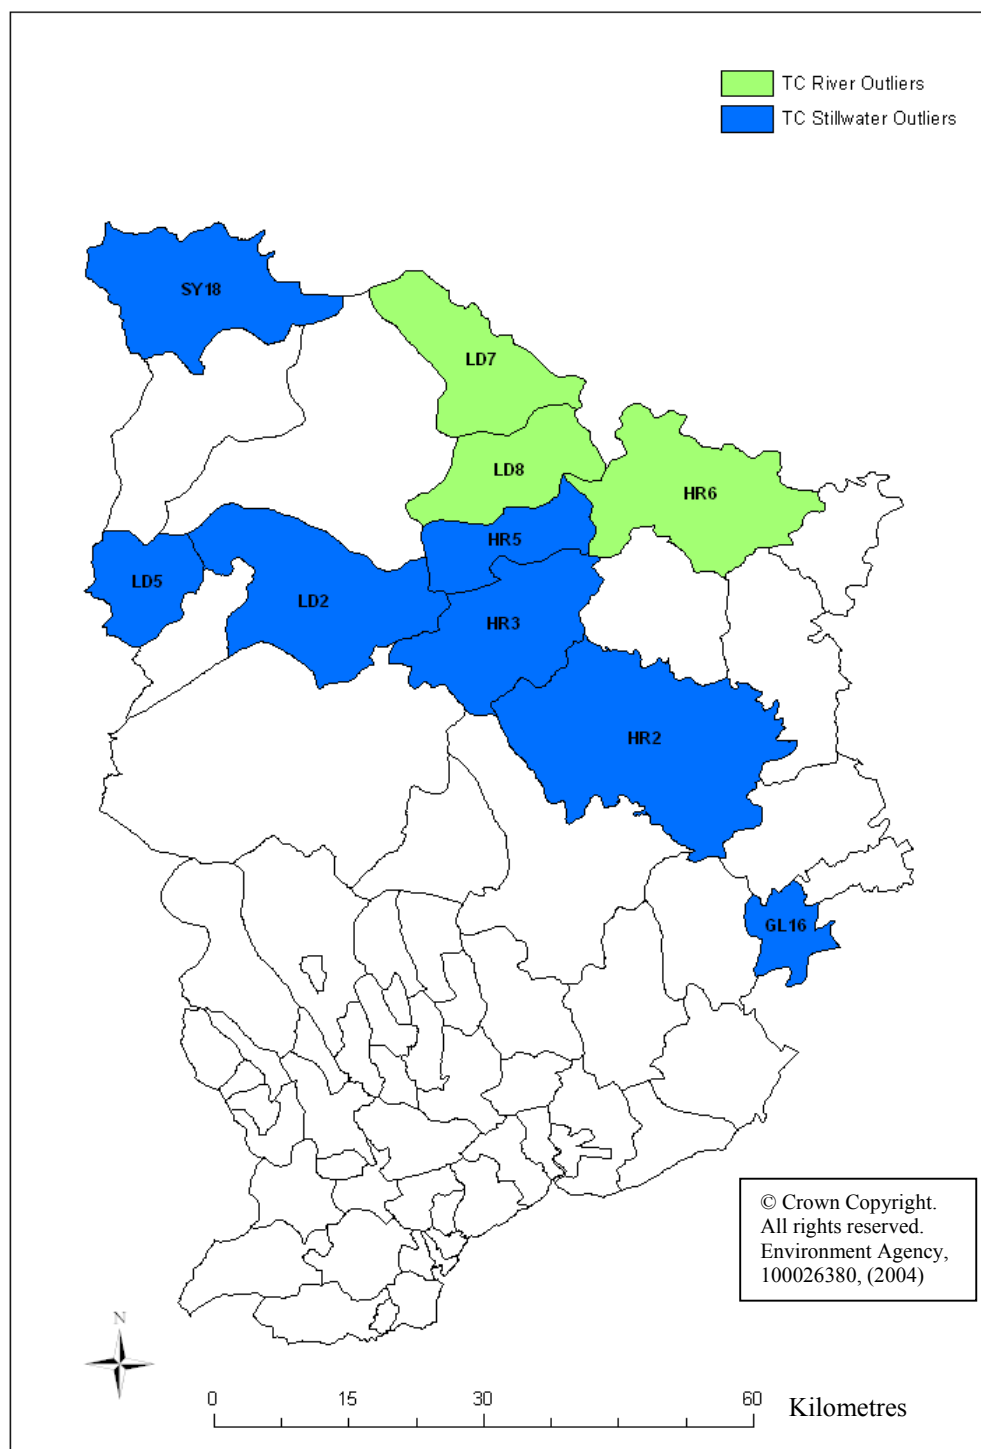 TC River Outliers
TC Stillwater Outliers
SY18
LD7
LD8
HR6
HR5
LD5
LD2
HR3
HR2
GL16
© Crown Copyright.
All rights reserved.
Environment Agency,
100026380, (2004)
N
0 15 30 60 Kilometres